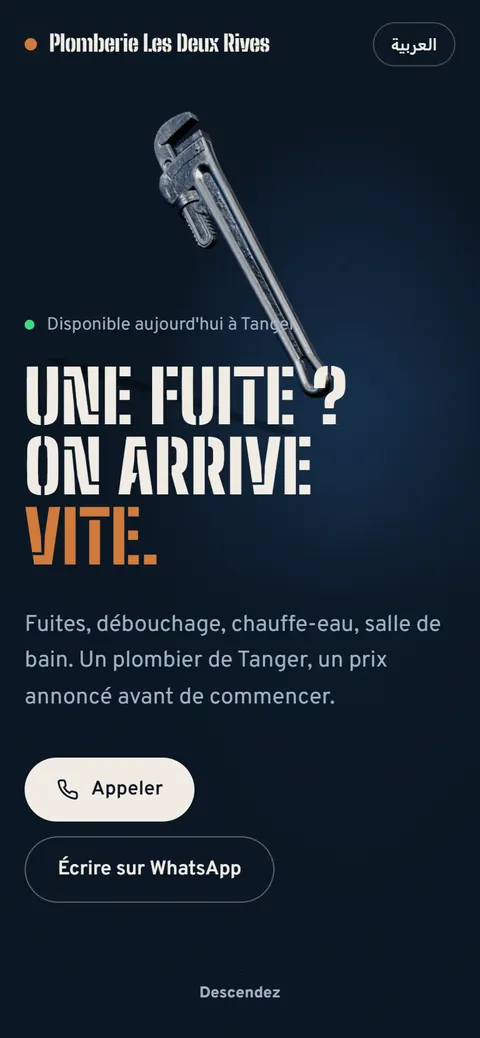 Plomberie Les Deux Rives
العربية
Disponible aujourd'hui à Tanger
UNE FUITE ?
ON ARRIVE
VITE.
Fuites, débouchage, chauffe-eau, salle de
bain. Un plombier de Tanger, un prix
annoncé avant de commencer.
Appeler
Écrire sur WhatsApp
Descendez